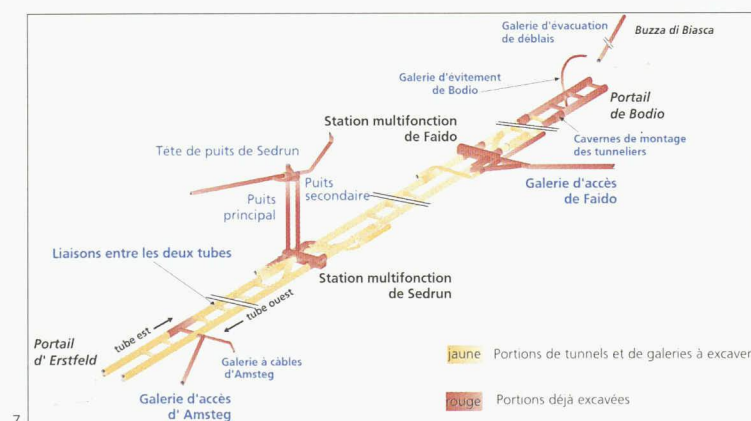 Galerie d'évacuation
de déblais
Buzza di Biasca
Galerie d'évitement
de Bodio
Portail
de Bodio
Station multifonction
de Faido
Cavernes de montage
des tunneliers
Tête de puits de Sedrun
Puits
secondaire
Puits
principal
Galerie d'accès
de Faido
Liaisons entre les deux tubes
Station multifonction
de Sedrun
tube est
tube ouest
Portail
d' Erstfeld
Galerie à câbles
d'Amsteg
Galerie d'accès
d' Amsteg
jaune Portions de tunnels et de galeries à excaver
rouge Portions déjà excavées
7